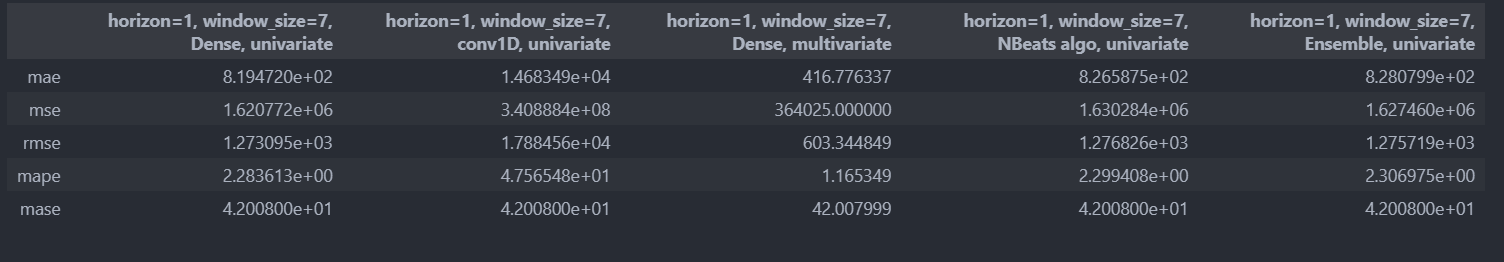 horizon=1, window_size=7, horizon=1, window_size=7, horizon=1, window_size=7, horizon=1, window_size=7, horizon=1, window_size=7,
Dense, univariate conv1D, univariate Dense, multivariate NBeats algo, univariate Ensemble, univariate
mae 8.194720e+02 1.468349e+04 416.776337 8.265875e+02 8.280799e+02
mse 1.620772e+06 3.408884e+08 364025.000000 1.630284e+06 1.627460e+06
rmse 1.273095e+03 1.788456e+04 603.344849 1.276826e+03 1.275719e+03
mape 2.283613e+00 4.756548e+01 1.165349 2.299408e+00 2.306975e+00
mase 4.200800e+01 4.200800e+01 42.007999 4.200800e+01 4.200800e+01